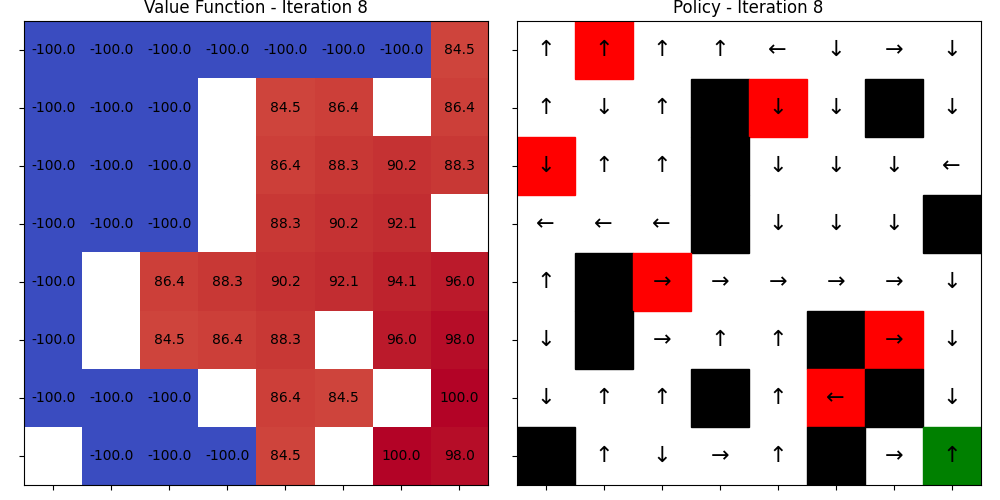 Value Function - Iteration 8
-100.0 -100.0 -100.0 -100.0 -100.0 -100.0 -100.0 84.5
-100.0 -100.0 -100.0 84.5 86.4 86.4
-100.0 -100.0 -100.0 86.4 88.3 90.2 88.3
-100.0 -100.0 -100.0 88.3 90.2 92.1
-100.0 86.4 88.3 90.2 92.1 94.1 96.0
-100.0 84.5 86.4 88.3 96.0 98.0
-100.0 -100.0 -100.0 86.4 84.5 100.0
-100.0 -100.0 -100.0 84.5 100.0 98.0
Policy - Iteration 8
↑ ↑ ↑ ↑ ← ↓ → ↓
↑ ↓ ↑ ↓ ↓ ↓
↓ ↑ ↑ ↓ ↓ ↓ ←
← ← ← ↓ ↓ ↓
↑ → → → → → ↓
↓ → ↑ ↑ → ↓
↓ ↑ ↑ ↑ ← ↓
↑ ↓ → ↑ → ↑